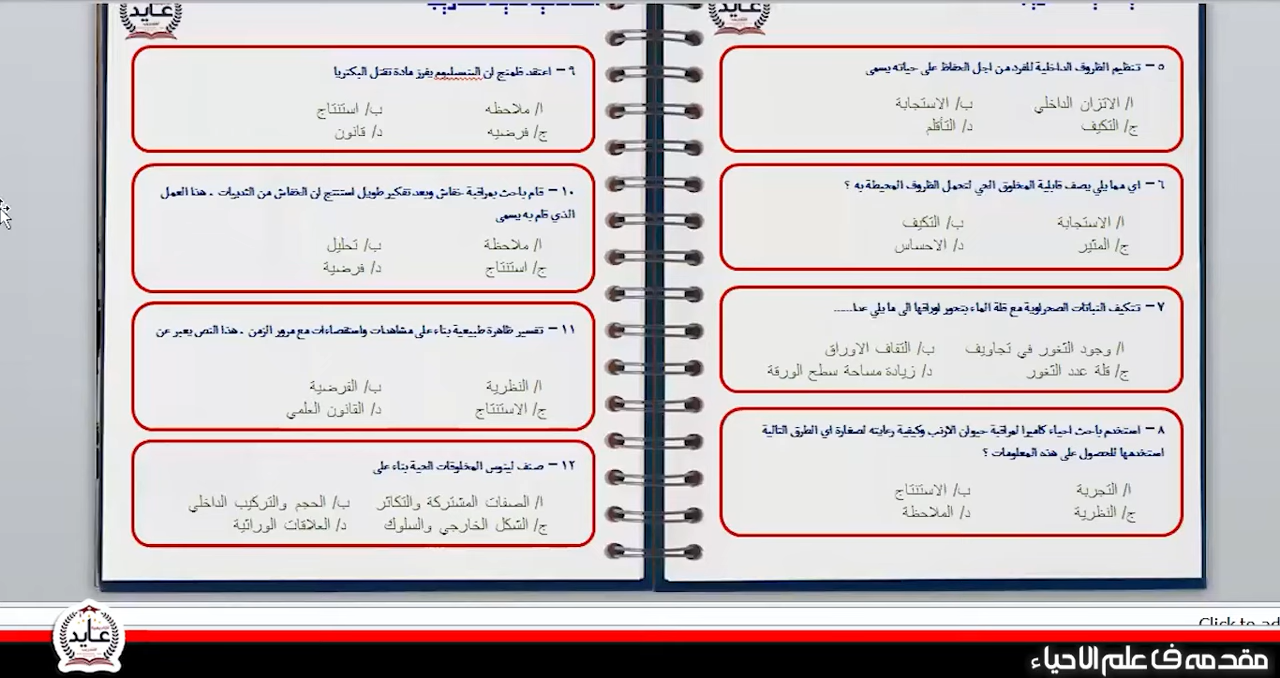 عايد
عايد
٥ – تنظيم الظروف الداخلية للفرد من اجل الحفاظ على حياته يسمى
ا/ الاتزان الداخلي ب/ الاستجابة
ج/ التكيف د/ التأقلم
٦ – اي مما يلي يصف قابلية المخلوق الحي لتحمل الظروف المحيطة به ؟
ا/ الاستجابة ب/ التكيف
ج/ المثير د/ الاحساس
٧ – تتكيف النباتات الصحراوية مع قلة الماء بتحور اوراقها الى ما يلي عدا......
ا/ وجود الثغور في تجاويف ب/ التفاف الاوراق
ج/ قلة عدد الثغور د/ زيادة مساحة سطح الورقة
٨ – استخدم باحث احياء كاميرا لمراقبة حيوان الارنب وكيفية رعايته لصغارة اي الطرق التالية
استخدمها للحصول على هذه المعلومات ؟
ا/ التجربة ب/ الاستنتاج
ج/ النظرية د/ الملاحظة
٩ – اعتقد فلمنج ان البنسيليوم يفرز مادة تقتل البكتريا
ا/ ملاحظه ب/ استنتاج
ج/ فرضيه د/ قانون
١٠ – قام باحث بمراقبة خفاش وبعد تفكير طويل استنتج ان الخفاش من الثدييات . هذا العمل
الذي قام به يسمى
ا/ ملاحظة ب/ تحليل
ج/ استنتاج د/ فرضية
١١ – تفسير ظاهرة طبيعية بناء على مشاهدات واستقصاءات مع مرور الزمن . هذا النص يعبر عن
ا/ النظرية ب/ الفرضية
ج/ الاستنتاج د/ القانون العلمي
١٢ – صنف لينيوس المخلوقات الحية بناء على
ا/ الصفات المشتركة والتكاثر ب/ الحجم والتركيب الداخلي
ج/ الشكل الخارجي والسلوك د/ العلاقات الوراثية
Click to ad
عايد
مقدمه في علم الاحياء